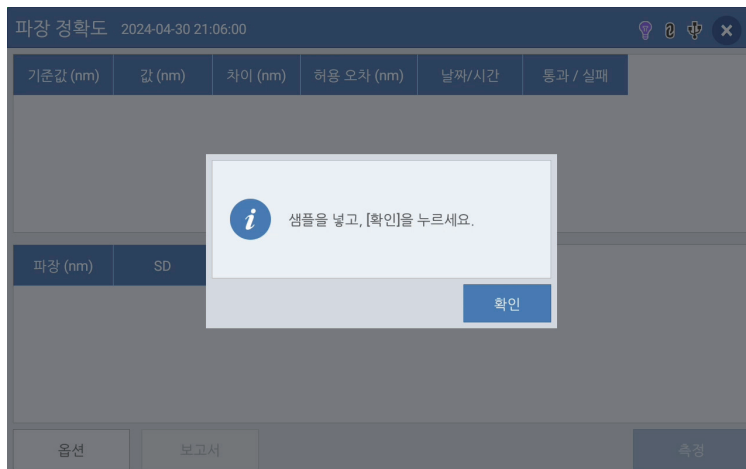 파장 정확도 2024-04-30 21:06:00
기준값 (nm) 값 (nm) 차이 (nm) 허용 오차 (nm) 날짜/시간 통과 / 실패
샘플을 넣고, [확인]을 누르세요.
확인
파장 (nm) SD
옵션 보고서 측정